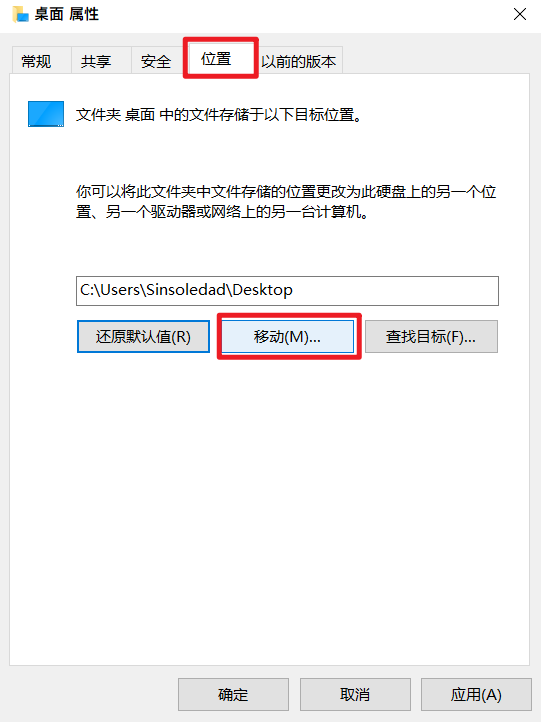 桌面 属性
常规 共享 安全 位置 以前的版本
文件夹 桌面 中的文件存储于以下目标位置。
你可以将此文件夹中文件存储的位置更改为此硬盘上的另一个位
置、另一个驱动器或网络上的另一台计算机。
C:\Users\Sinsoledad\Desktop
还原默认值(R) 移动(M)... 查找目标(F)...
确定 取消 应用(A)